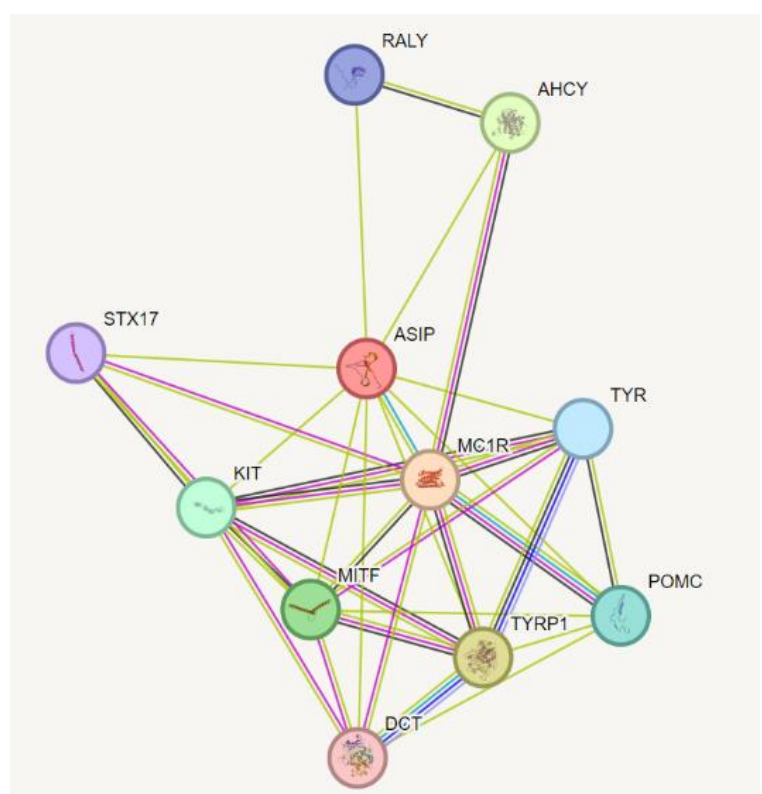 RALY
AHCY
STX17
ASIP
TYR
MC1R
KIT
MITF
POMC
TYRP1
DCT